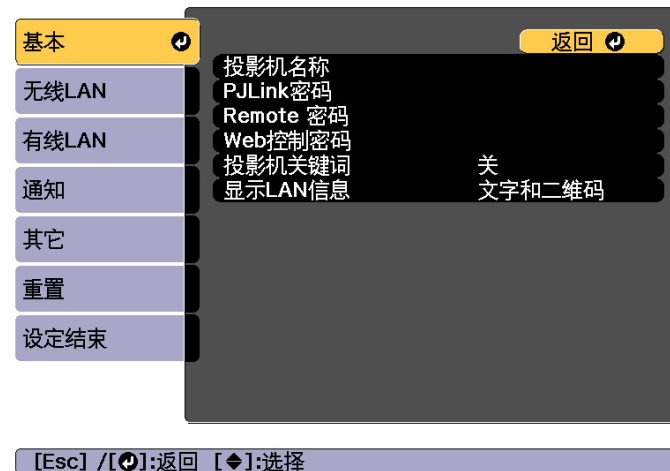 基本
返回
投影机名称
PJLink密码
Remote 密码
Web控制密码
投影机关键词 关
显示LAN信息 文字和二维码
无线LAN
有线LAN
通知
其它
重置
设定结束
[Esc] /[⏎]:返回 [◆]:选择